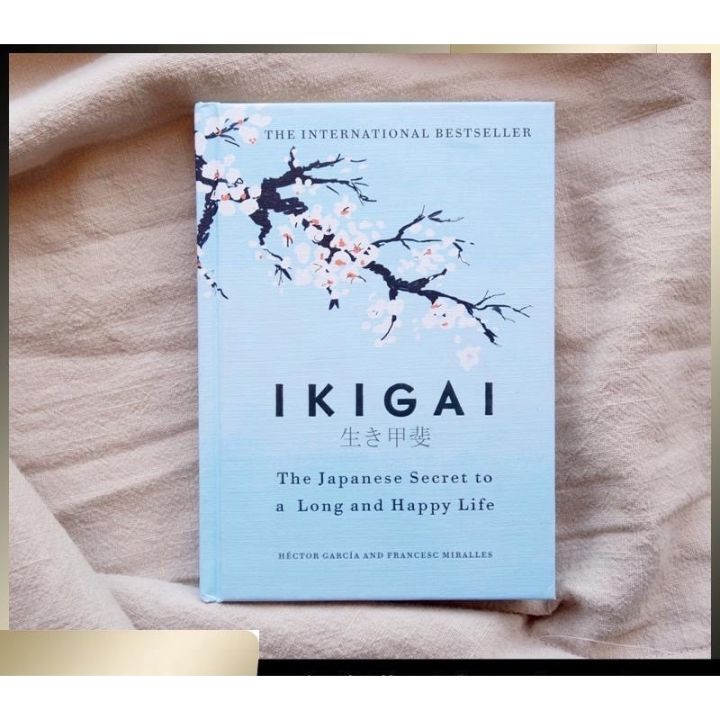 THE INTERNATIONAL BESTSELLER
IKIGAI
生き甲斐
The Japanese Secret to
a Long and Happy Life
HÉCTOR GARCÍA AND FRANCESC MIRALLES